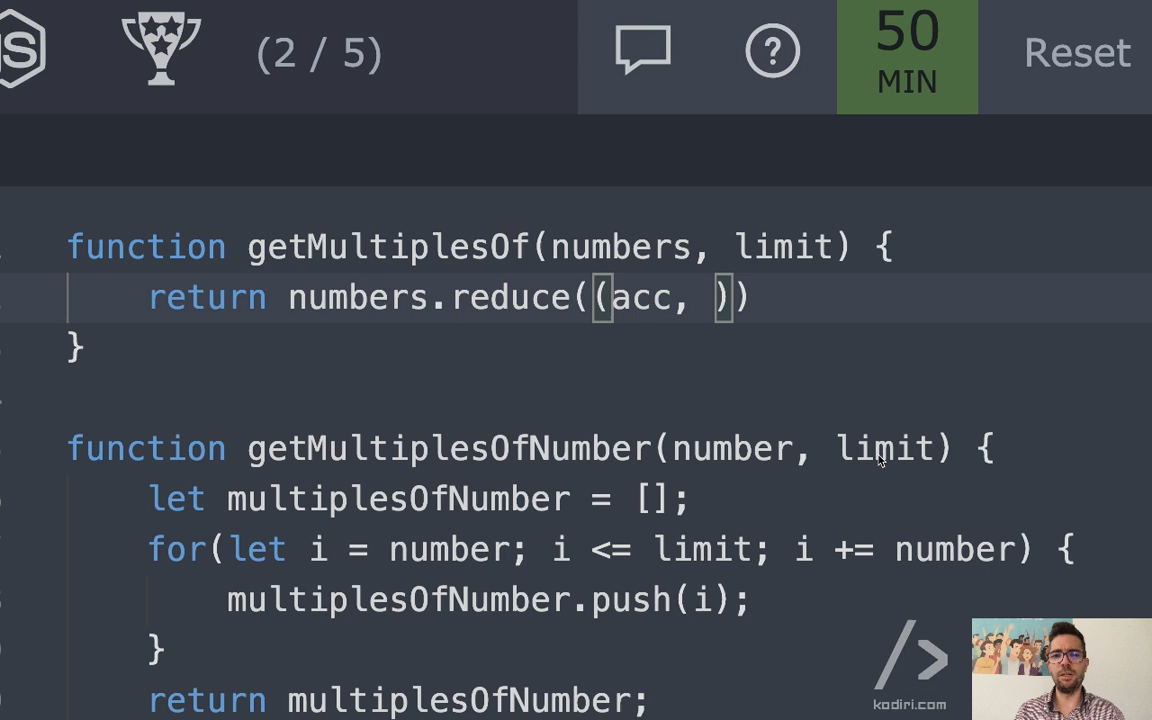 JS
(2 / 5)
?
50
MIN
Reset
function getMultiplesOf(numbers, limit) {
return numbers.reduce((acc, ))
}
function getMultiplesOfNumber(number, limit) {
let multiplesOfNumber = [];
for(let i = number; i <= limit; i += number) {
multiplesOfNumber.push(i);
}
return multiplesOfNumber;
/>
kodiri.com